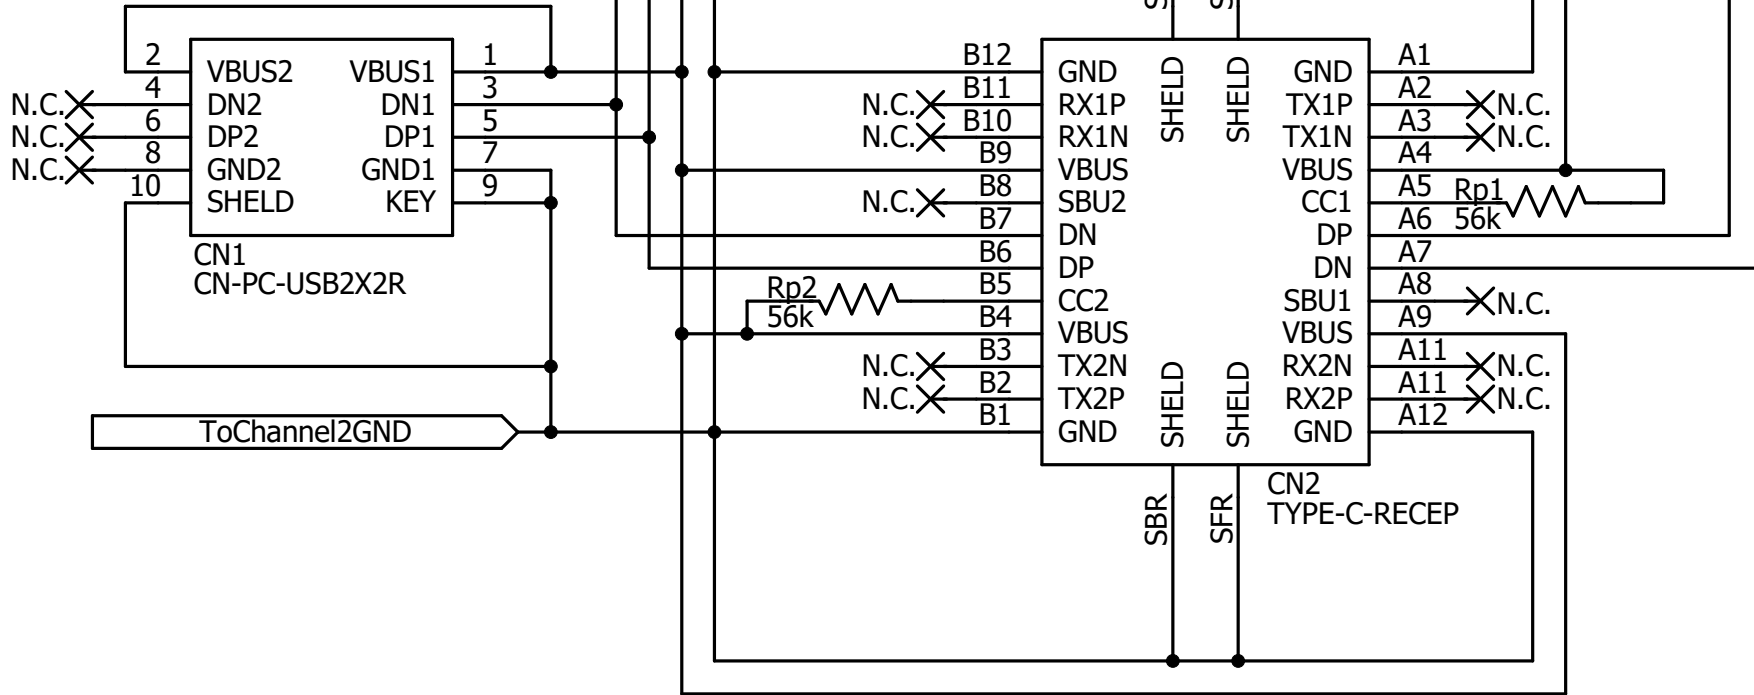 2
VBUS2
VBUS1
1
4
N.C.
DN2
DN1
3
6
N.C.
DP2
DP1
5
8
N.C.
GND2
GND1
7
10
SHELD
KEY
9
CN1
CN-PC-USB2X2R
ToChannel2GND
B12
GND
SHELD
SHELD
GND
A1
N.C.
B11
RX1P
TX1P
A2
N.C.
N.C.
B10
RX1N
TX1N
A3
N.C.
B9
VBUS
VBUS
A4
N.C.
B8
SBU2
CC1
A5
Rp1
56k
B7
DN
DP
A6
B6
DP
DN
A7
Rp2
56k
B5
CC2
SBU1
A8
N.C.
B4
VBUS
VBUS
A9
N.C.
B3
TX2N
RX2N
A11
N.C.
N.C.
B2
TX2P
RX2P
A11
N.C.
B1
GND
SHELD
SHELD
GND
A12
SBR
SFR
CN2
TYPE-C-RECEP